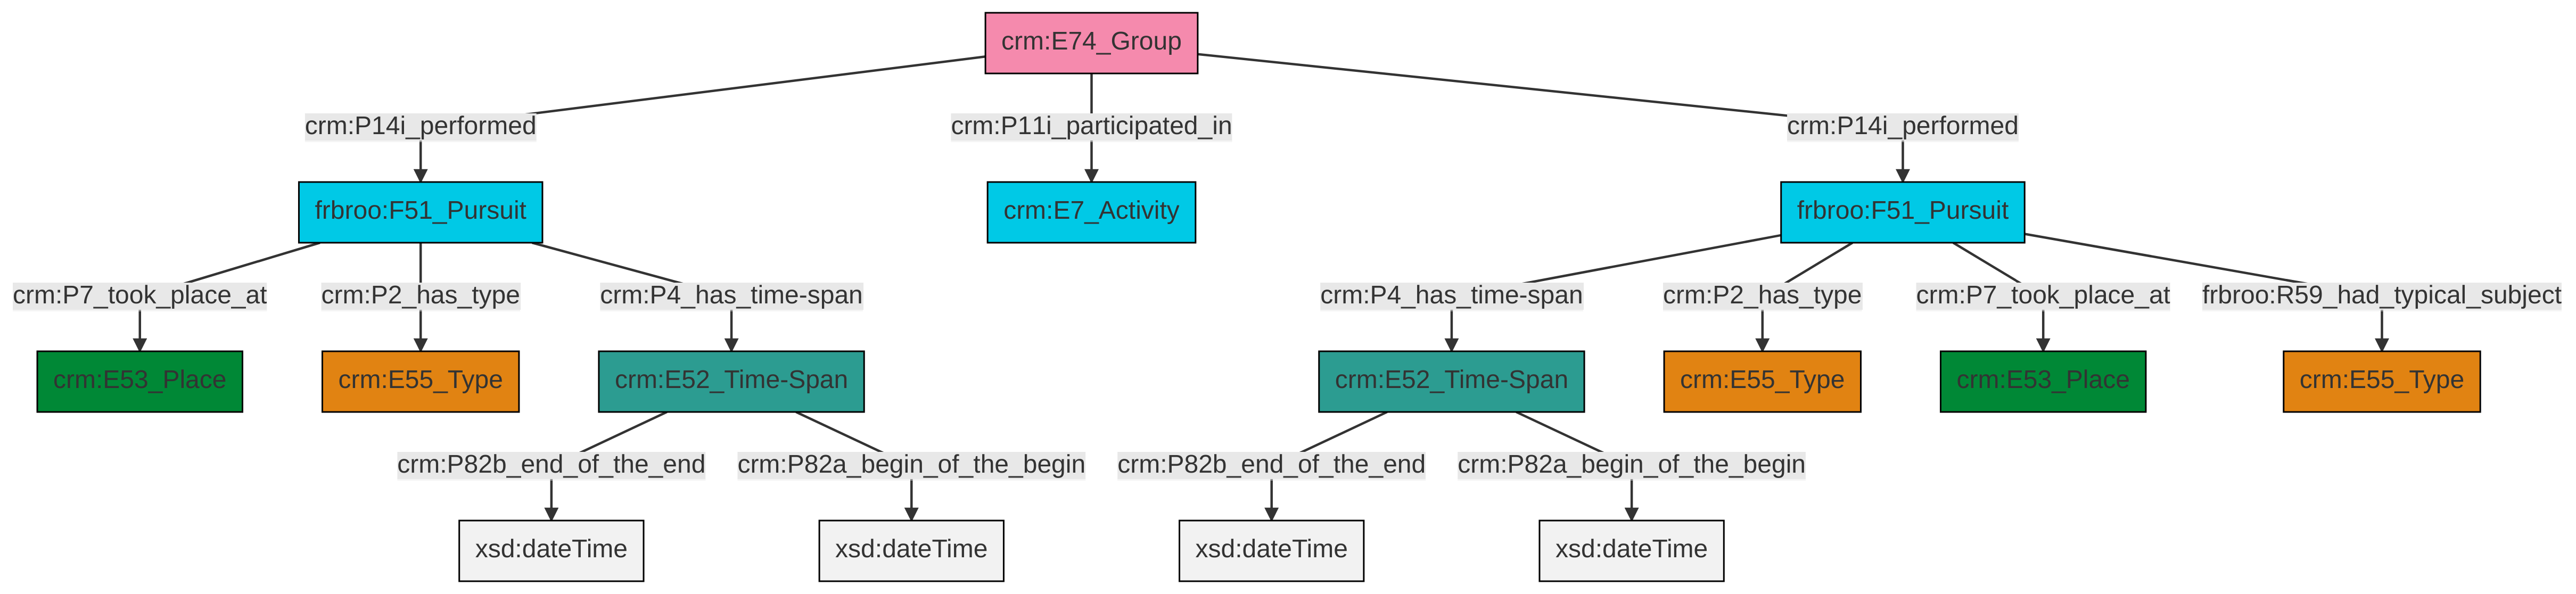 crm:E74_Group
crm:P14i_performed
crm:P11i_participated_in
crm:P14i_performed
frbroo:F51_Pursuit
crm:E7_Activity
frbroo:F51_Pursuit
crm:P7_took_place_at
crm:P2_has_type
crm:P4_has_time-span
crm:P4_has_time-span
crm:P2_has_type
crm:P7_took_place_at
frbroo:R59_had_typical_subject
crm:E53_Place
crm:E55_Type
crm:E52_Time-Span
crm:E52_Time-Span
crm:E55_Type
crm:E53_Place
crm:E55_Type
crm:P82b_end_of_the_end
crm:P82a_begin_of_the_begin
crm:P82b_end_of_the_end
crm:P82a_begin_of_the_begin
xsd:dateTime
xsd:dateTime
xsd:dateTime
xsd:dateTime